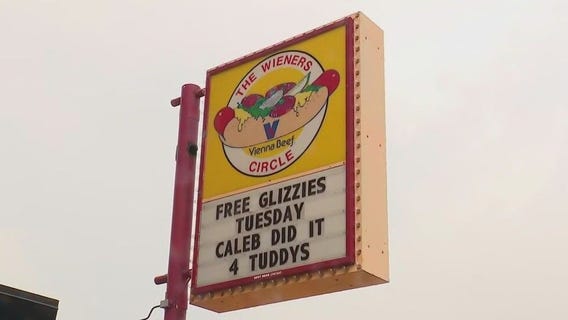 THE WIENERS
V
Vienna Beef
CIRCLE
FREE GLIZZIES
TUESDAY
CALEB DID IT
4 TUDDYS